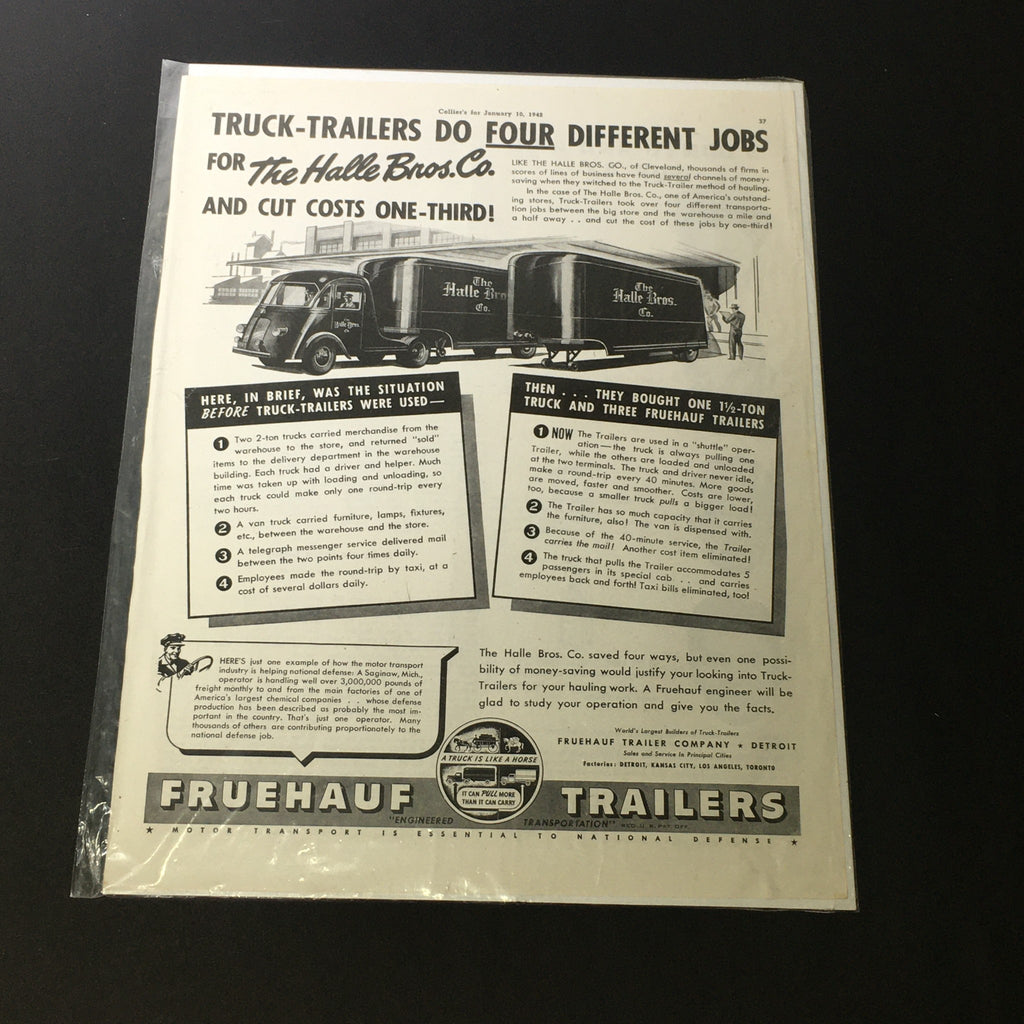 Collier's for January 10, 1942
37
TRUCK-TRAILERS DO FOUR DIFFERENT JOBS
FOR The Halle Bros. Co.
AND CUT COSTS ONE-THIRD!
LIKE THE HALLE BROS. CO., of Cleveland, thousands of firms in
scores of lines of business have found several channels of money-
saving when they switched to the Truck-Trailer method of hauling.
In the case of The Halle Bros. Co., one of America's outstand-
ing stores, Truck-Trailers took over four different transporta-
tion jobs between the big store and the warehouse a mile and
a half away . . and cut the cost of these jobs by one-third!
The
Halle Bros.
Co.
The
Halle Bro
Co.
The
Halle Bros.
Co.
HERE, IN BRIEF, WAS THE SITUATION
BEFORE TRUCK-TRAILERS WERE USED—
1 Two 2-ton trucks carried merchandise from the
warehouse to the store, and returned "sold"
items to the delivery department in the warehouse
building. Each truck had a driver and helper. Much
time was taken up with loading and unloading, so
each truck could make only one round-trip every
two hours.
2 A van truck carried furniture, lamps, fixtures,
etc., between the warehouse and the store.
3 A telegraph messenger service delivered mail
between the two points four times daily.
4 Employees made the round-trip by taxi, at a
cost of several dollars daily.
THEN . . . THEY BOUGHT ONE 1½-TON
TRUCK AND THREE FRUEHAUF TRAILERS
1 NOW The Trailers are used in a "shuttle" oper-
ation—the truck is always pulling one
Trailer, while the others are loaded and unloaded
at the two terminals. The truck and driver never idle,
make a round-trip every 40 minutes. More goods
are moved, faster and smoother. Costs are lower,
too, because a smaller truck pulls a bigger load!
2 The Trailer has so much capacity that it carries
the furniture, also! The van is dispensed with.
3 Because of the 40-minute service, the Trailer
carries the mail! Another cost item eliminated!
4 The truck that pulls the Trailer accommodates 5
passengers in its special cab . . and carries
employees back and forth! Taxi bills eliminated, too!
HERE'S just one example of how the motor transport
industry is helping national defense: A Saginaw, Mich.,
operator is handling well over 3,000,000 pounds of
freight monthly to and from the main factories of one of
America's largest chemical companies . . whose defense
production has been described as probably the most im-
portant in the country. That's just one operator. Many
thousands of others are contributing proportionately to the
national defense job.
The Halle Bros. Co. saved four ways, but even one possi-
bility of money-saving would justify your looking into Truck-
Trailers for your hauling work. A Fruehauf engineer will be
glad to study your operation and give you the facts.
World's Largest Builders of Truck-Trailers
FRUEHAUF TRAILER COMPANY ★ DETROIT
Sales and Service in Principal Cities
Factories: DETROIT, KANSAS CITY, LOS ANGELES, TORONTO
A TRUCK IS LIKE A HORSE
IT CAN PULL MORE
THAN IT CAN CARRY
FRUEHAUF TRAILERS
"ENGINEERED TRANSPORTATION" REG. U. S. PAT. OFF.
★ MOTOR TRANSPORT IS ESSENTIAL TO NATIONAL DEFENSE ★